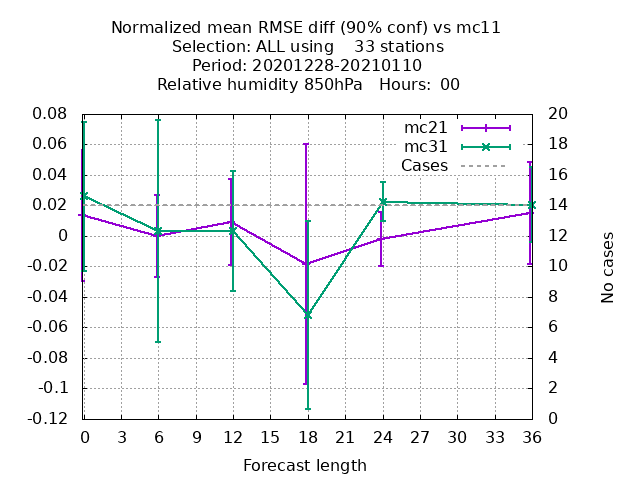 Normalized mean RMSE diff (90% conf) vs mc11
Selection: ALL using    33 stations
Period: 20201228-20210110
Relative humidity 850hPa   Hours:  00
mc21
mc31
Cases
0.08
0.06
0.04
0.02
0
-0.02
-0.04
-0.06
-0.08
-0.1
-0.12
20
18
16
14
12
10
8
6
4
2
0
No cases
0 3 6 9 12 15 18 21 24 27 30 33 36
Forecast length